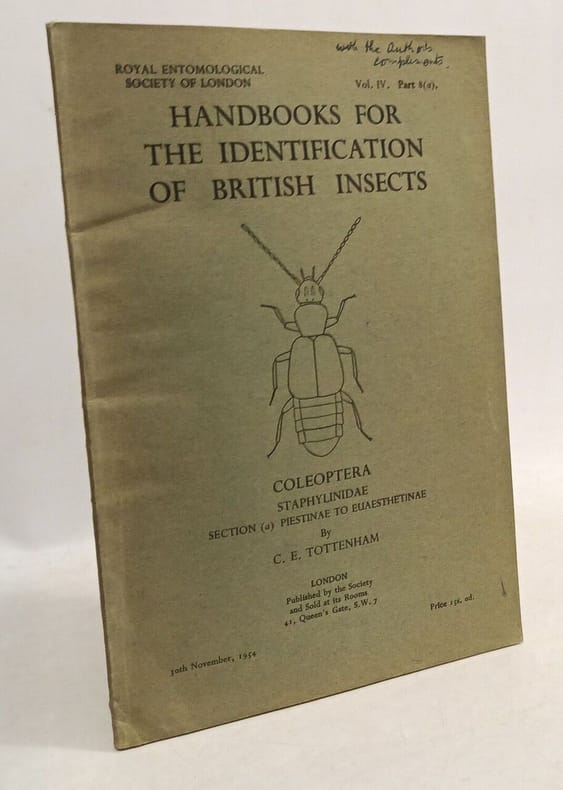 with the Author's
compliments.
ROYAL ENTOMOLOGICAL
SOCIETY OF LONDON
Vol. IV. Part 8(a).
HANDBOOKS FOR
THE IDENTIFICATION
OF BRITISH INSECTS
COLEOPTERA
STAPHYLINIDAE
SECTION (a) PIESTINAE TO EUAESTHETINAE
By
C. E. TOTTENHAM
LONDON
Published by the Society
and Sold at its Rooms
41, Queen's Gate, S.W.7
30th November, 1954
Price 15s. od.